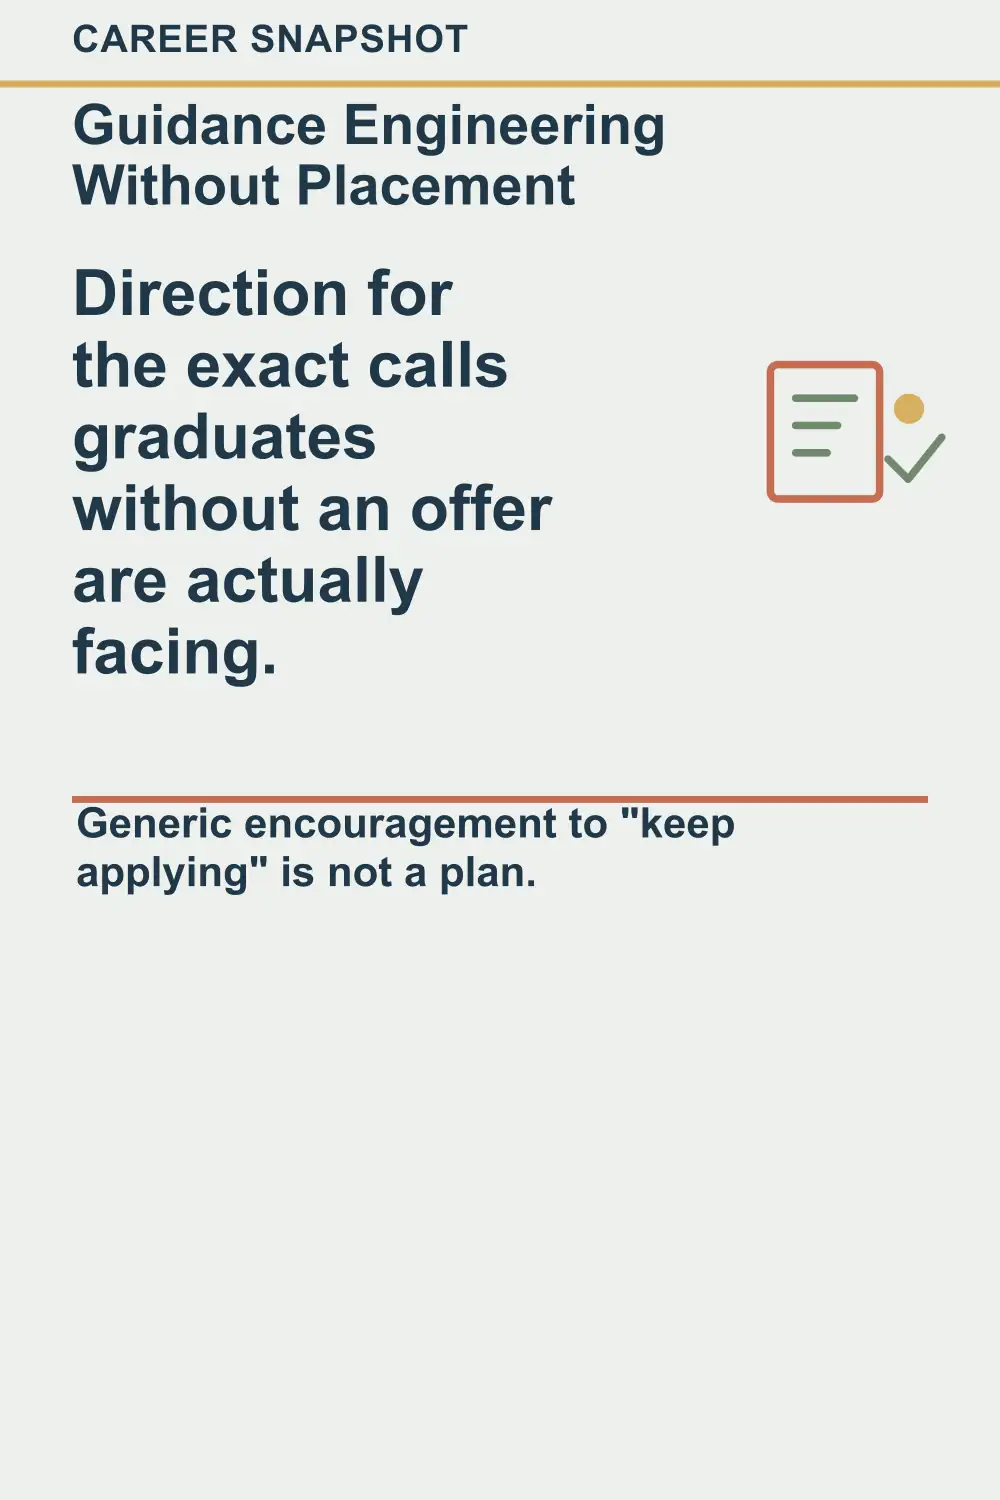 CAREER SNAPSHOT
Guidance Engineering
Without Placement
Direction for
the exact calls
graduates
without an offer
are actually
facing.
Generic encouragement to "keep
applying" is not a plan.